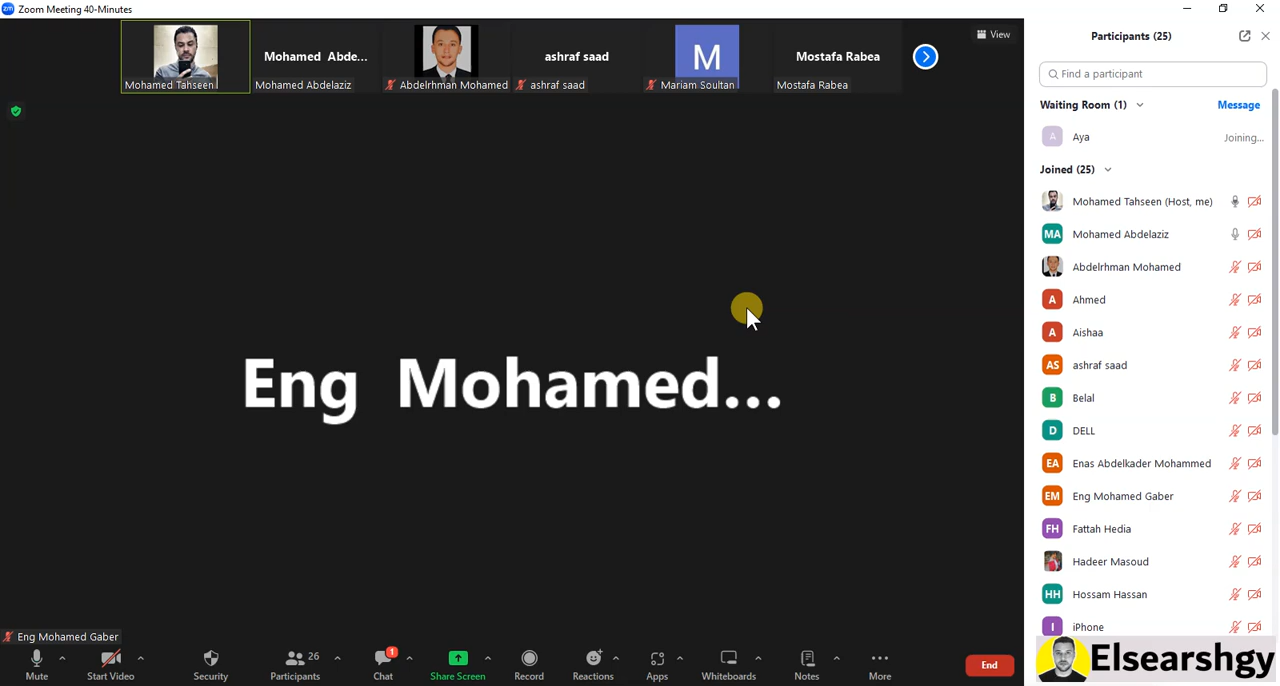 Zoom Meeting 40-Minutes
View
Mohamed Tahseen
Mohamed Abde...
Mohamed Abdelaziz
Abdelrhman Mohamed
ashraf saad
ashraf saad
M
Mariam Soultan
Mostafa Rabea
Mostafa Rabea
Eng Mohamed...
Eng Mohamed Gaber
Mute
Start Video
Security
26
Participants
1
Chat
Share Screen
Record
Reactions
Apps
Whiteboards
Notes
More
End
Participants (25)
Find a participant
Waiting Room (1)
Message
A Aya Joining...
Joined (25)
Mohamed Tahseen (Host, me)
MA Mohamed Abdelaziz
Abdelrhman Mohamed
A Ahmed
A Aishaa
AS ashraf saad
B Belal
D DELL
EA Enas Abdelkader Mohammed
EM Eng Mohamed Gaber
FH Fattah Hedia
Hadeer Masoud
HH Hossam Hassan
I iPhone
Elsearshgy